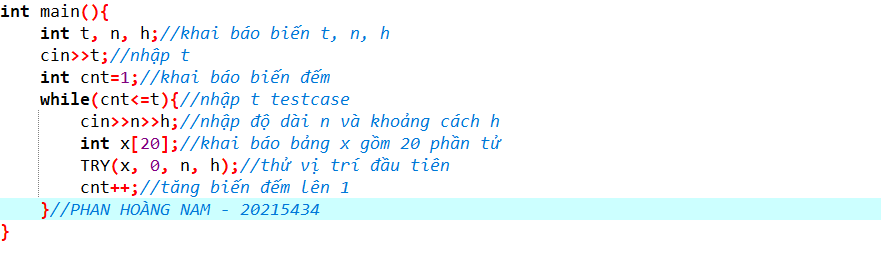 int main(){
    int t, n, h;//khai báo biến t, n, h
    cin>>t;//nhập t
    int cnt=1;//khai báo biến đếm
    while(cnt<=t){//nhập t testcase
        cin>>n>>h;//nhập độ dài n và khoảng cách h
        int x[20];//khai báo bảng x gồm 20 phần tử
        TRY(x, 0, n, h);//thử vị trí đầu tiên
        cnt++;//tăng biến đếm lên 1
    }//PHAN HOÀNG NAM - 20215434
}